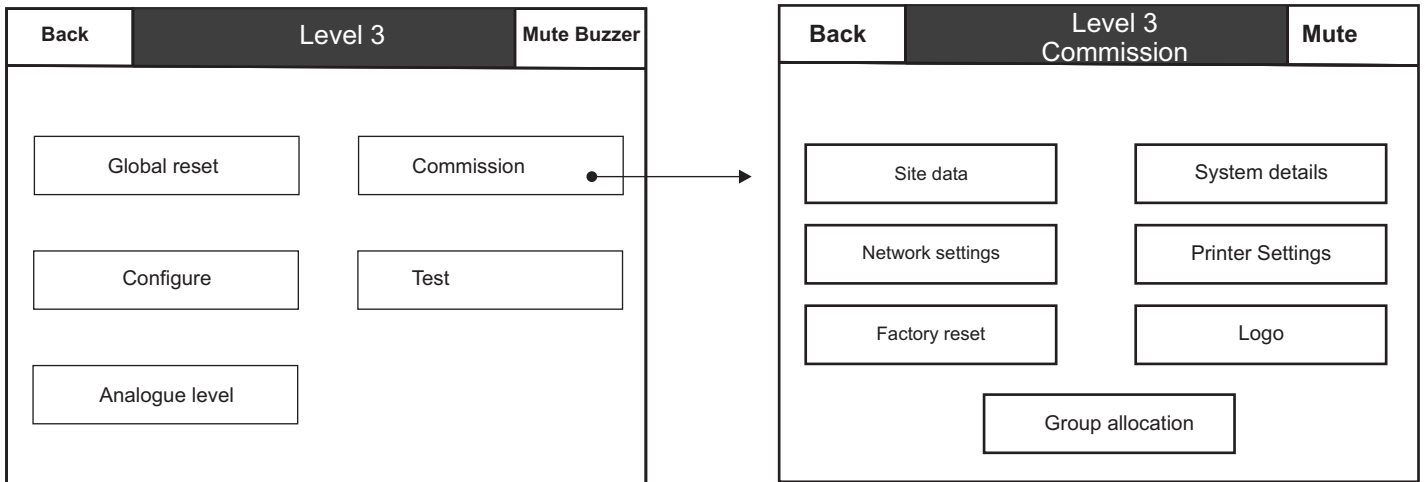 Back
Level 3
Mute Buzzer
Global reset
Commission
Configure
Test
Analogue level
Back
Level 3
Commission
Mute
Site data
System details
Network settings
Printer Settings
Factory reset
Logo
Group allocation